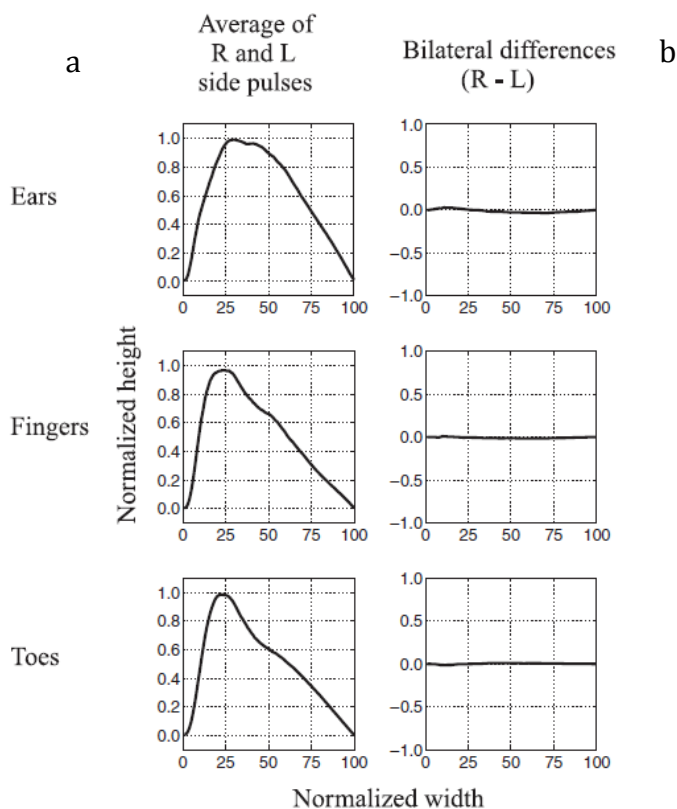 a
Average of
R and L
side pulses
Bilateral differences
(R - L)
b
Ears
1.0
0.8
0.6
0.4
0.2
0.0
0 25 50 75 100
1.0
0.5
0.0
−0.5
−1.0
0 25 50 75 100
Normalized height
Fingers
1.0
0.8
0.6
0.4
0.2
0.0
0 25 50 75 100
1.0
0.5
0.0
−0.5
−1.0
0 25 50 75 100
Toes
1.0
0.8
0.6
0.4
0.2
0.0
0 25 50 75 100
1.0
0.5
0.0
−0.5
−1.0
0 25 50 75 100
Normalized width